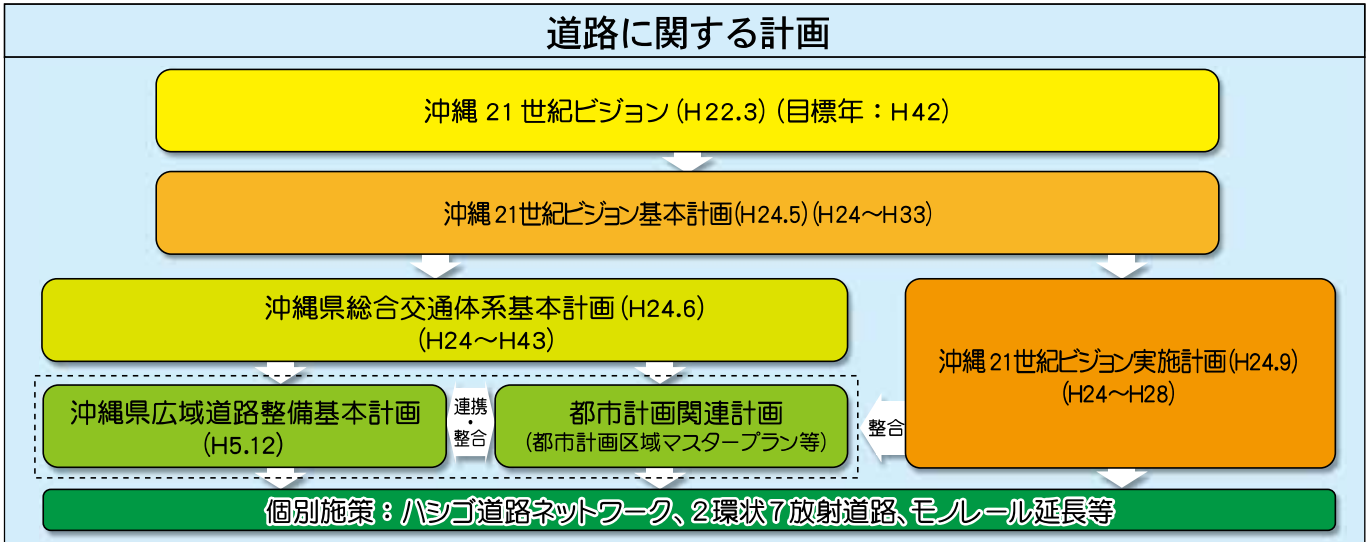 道路に関する計画
沖縄21世紀ビジョン(H22.3)(目標年：H42)
沖縄21世紀ビジョン基本計画(H24.5)(H24～H33)
沖縄県総合交通体系基本計画(H24.6)
(H24～H43)
沖縄21世紀ビジョン実施計画(H24.9)
(H24～H28)
沖縄県広域道路整備基本計画
(H5.12)
連携
・
整合
都市計画関連計画
(都市計画区域マスタープラン等)
整合
個別施策：ハシゴ道路ネットワーク、2環状7放射道路、モノレール延長等